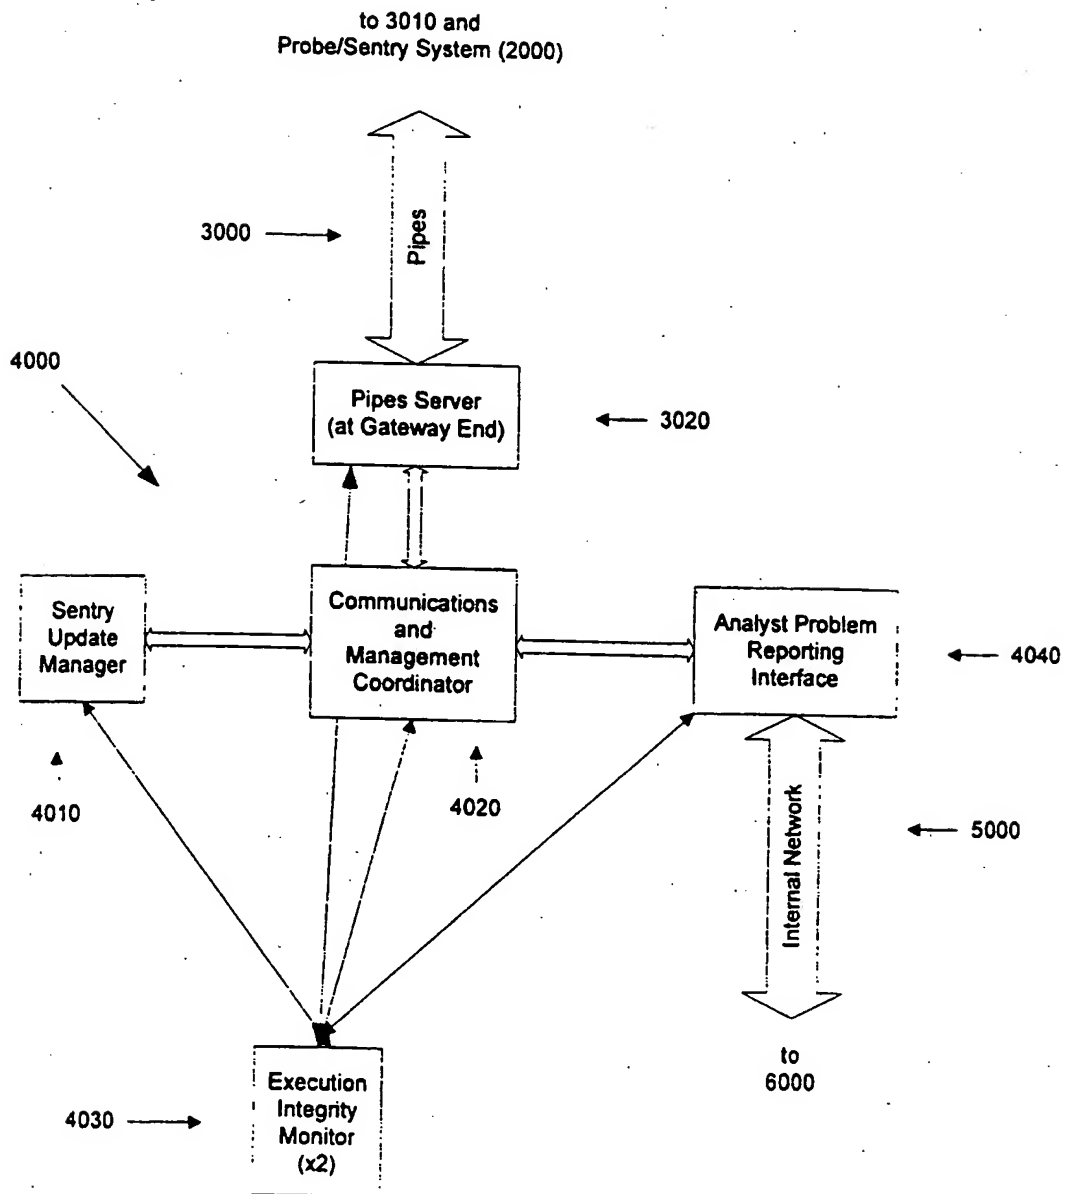 to 3010 and
Probe/Sentry System (2000)
3000
Pipes
4000
Pipes Server
(at Gateway End)
3020
Sentry
Update
Manager
Communications
and
Management
Coordinator
Analyst Problem
Reporting
Interface
4040
4010
4020
5000
Internal Network
to
6000
4030
Execution
Integrity
Monitor
(x2)